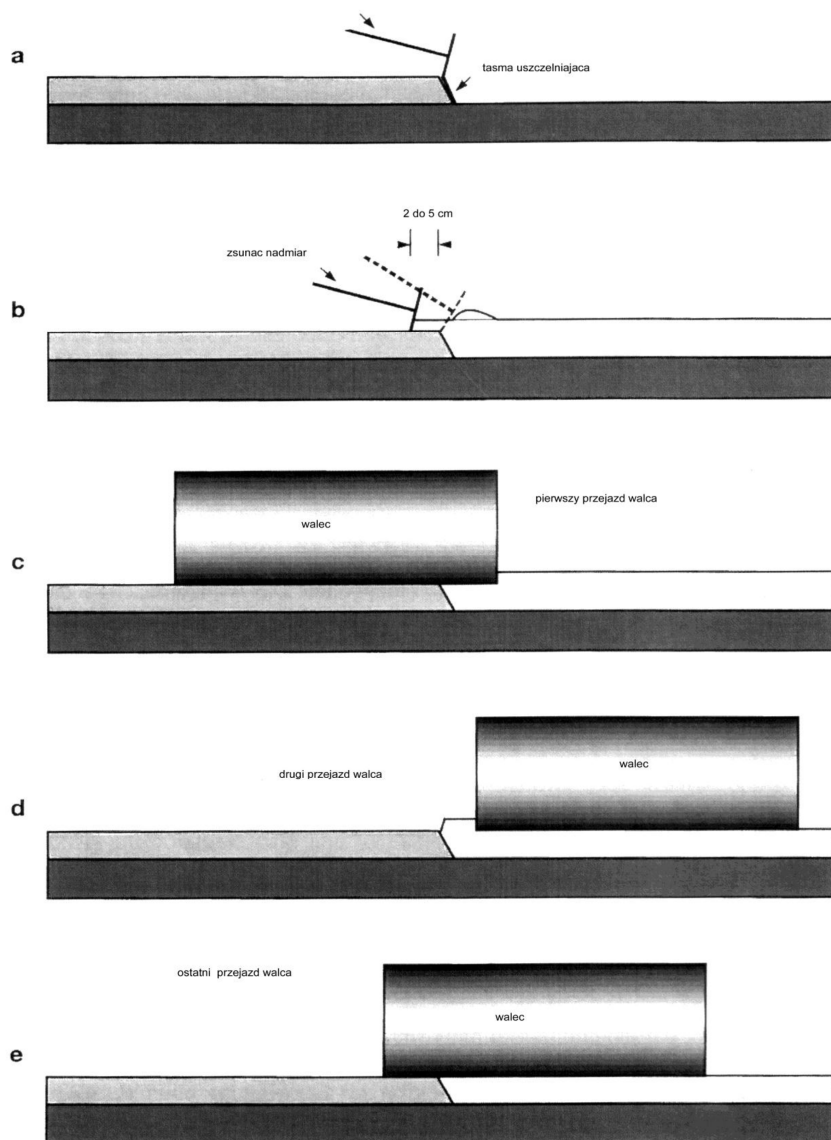 a
tasma uszczelniajaca
2 do 5 cm
zsunac nadmiar
b
pierwszy przejazd walca
walec
c
drugi przejazd walca
walec
d
ostatni przejazd walca
walec
e